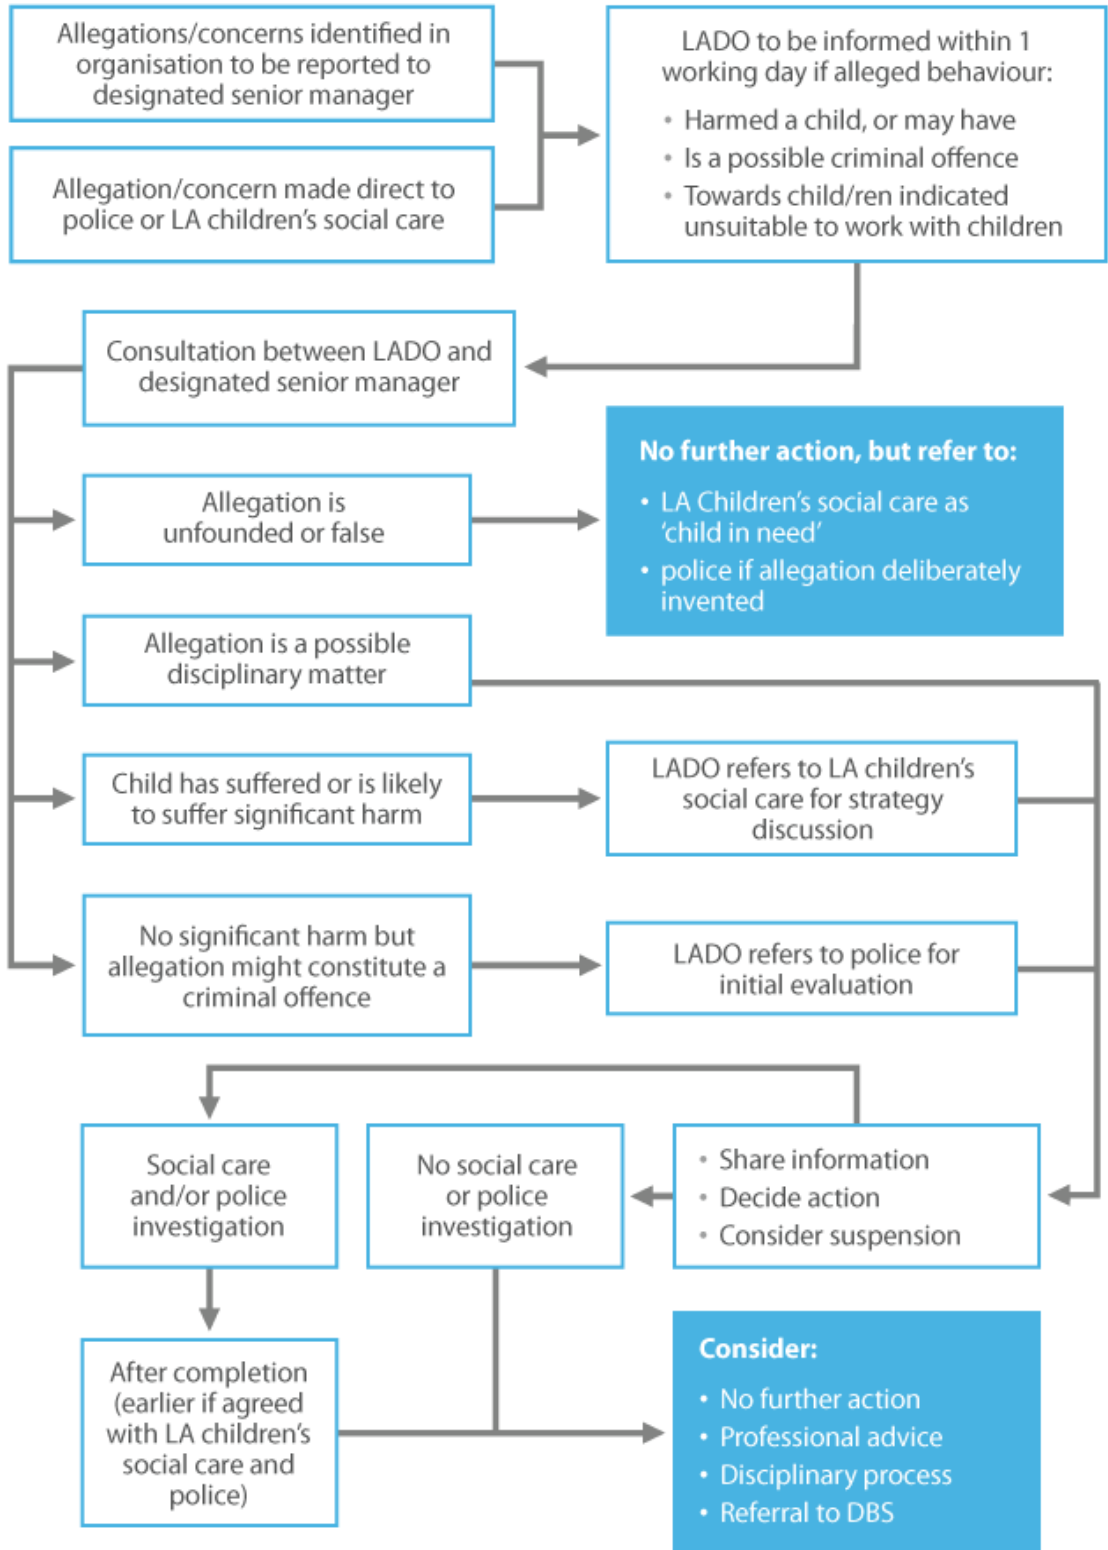 Allegations/concerns identified in
organisation to be reported to
designated senior manager
Allegation/concern made direct to
police or LA children's social care
LADO to be informed within 1
working day if alleged behaviour:
• Harmed a child, or may have
• Is a possible criminal offence
• Towards child/ren indicated
unsuitable to work with children
Consultation between LADO and
designated senior manager
Allegation is
unfounded or false
No further action, but refer to:
• LA Children's social care as
'child in need'
• police if allegation deliberately
invented
Allegation is a possible
disciplinary matter
Child has suffered or is likely
to suffer significant harm
LADO refers to LA children's
social care for strategy
discussion
No significant harm but
allegation might constitute a
criminal offence
LADO refers to police for
initial evaluation
Social care
and/or police
investigation
No social care
or police
investigation
• Share information
• Decide action
• Consider suspension
After completion
(earlier if agreed
with LA children's
social care and
police)
Consider:
• No further action
• Professional advice
• Disciplinary process
• Referral to DBS